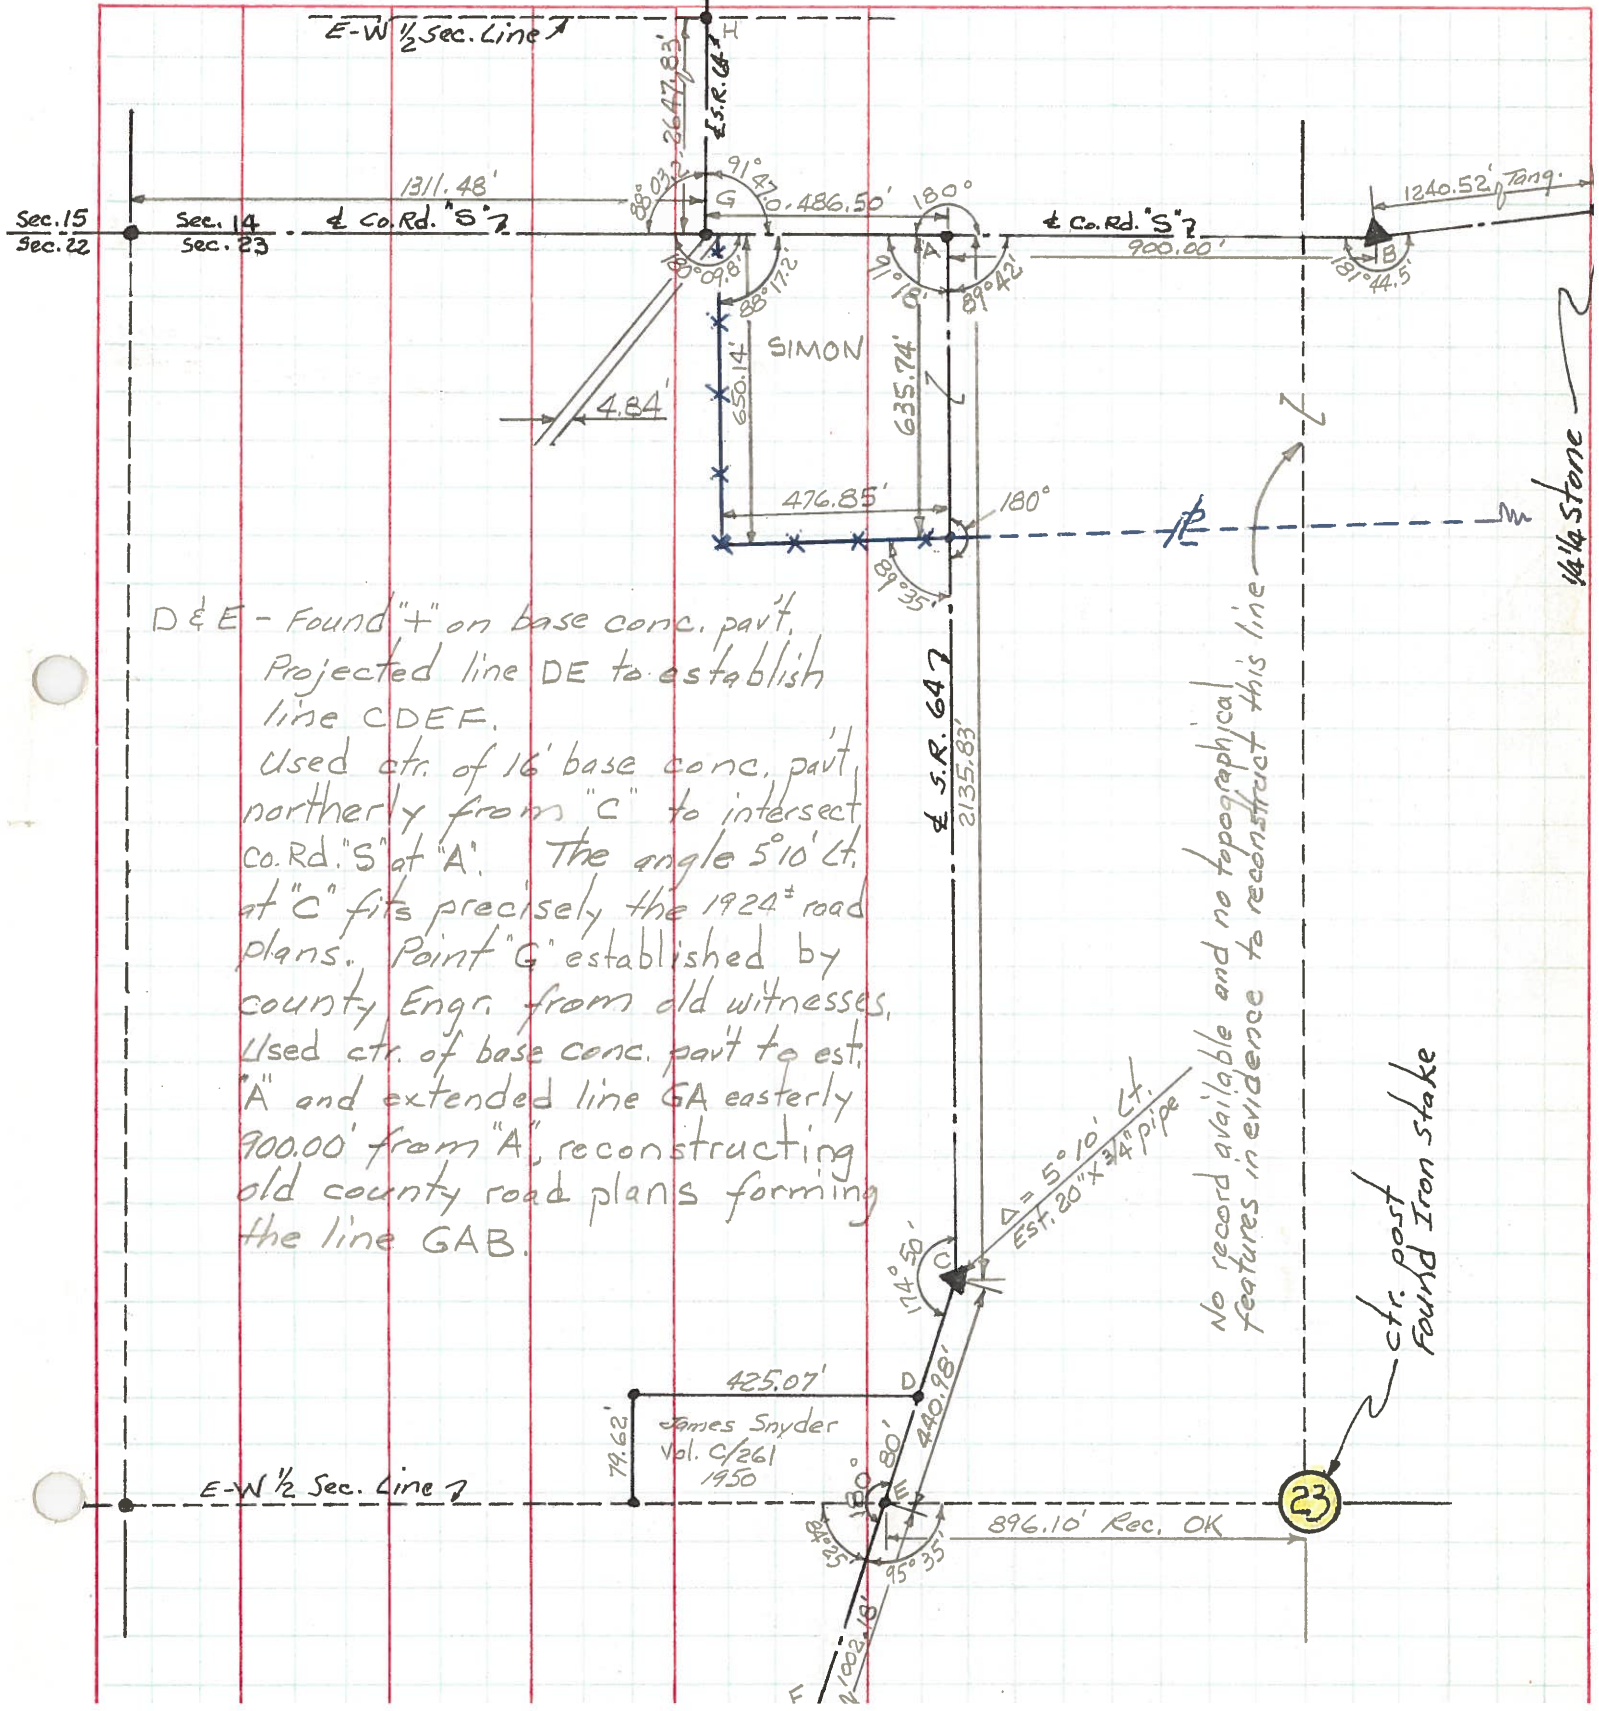 E-W 1/2 Sec. Line
H
2647.83'
℄ S.R. 64
1311.48'
88°03.2'
91°47'
G
486.50'
180°
1240.52' Tang.
Sec. 15
Sec. 22
Sec. 14
Sec. 23
℄ Co. Rd. "S"
℄ Co. Rd. "S"
A
900.00'
B
09.8'
88°17.2'
91°18'
89°42'
181°44.5'
SIMON
650.14'
635.74'
4.84'
1/4 1/4 Stone
476.85'
180°
89°35'
℄ S.R. 64
2135.83'
D & E - Found "+" on base conc. pav't.
Projected line DE to establish
line CDEF.
Used ctr. of 16' base conc. pav't.
northerly from "C" to intersect
Co. Rd. "S" at "A". The angle 5°10' Lt.
at "C" fits precisely the 1924± road
plans. Point "G" established by
county Engr. from old witnesses.
Used ctr. of base conc. pav't to est.
"A" and extended line GA easterly
900.00' from "A", reconstructing
old county road plans forming
the line GAB.
No record available and no topographical
features in evidence to reconstruct this line
Δ = 5°10' Lt.
Est. 20" X 3/4" pipe
174°50'
C
ctr. post
Found Iron Stake
425.07'
D
440.98'
79.62'
James Snyder
Vol. C/261
1950
80'
180°
E-W 1/2 Sec. Line
E
23
896.10' Rec. OK
84°25'
95°35'
1002.18'
F